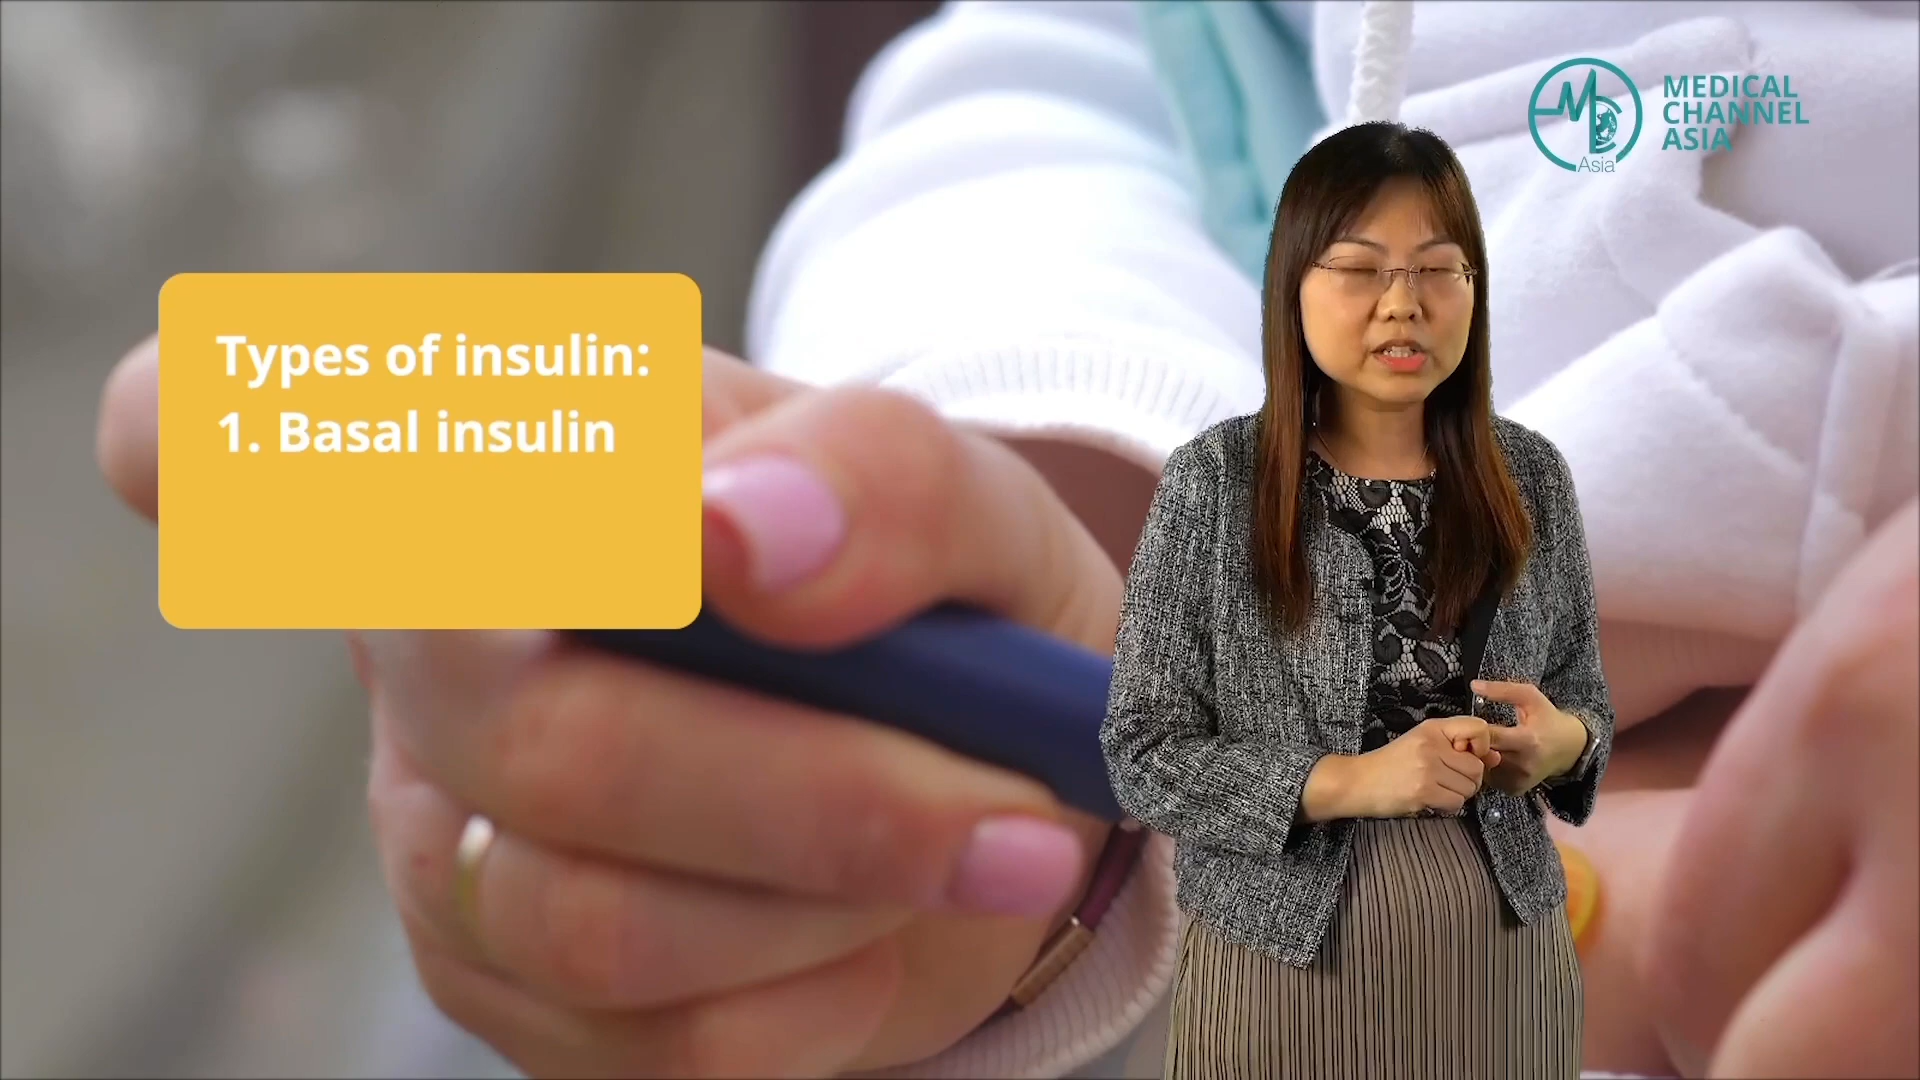 Types of insulin:
1. Basal insulin
MEDICAL
CHANNEL
ASIA
Asia